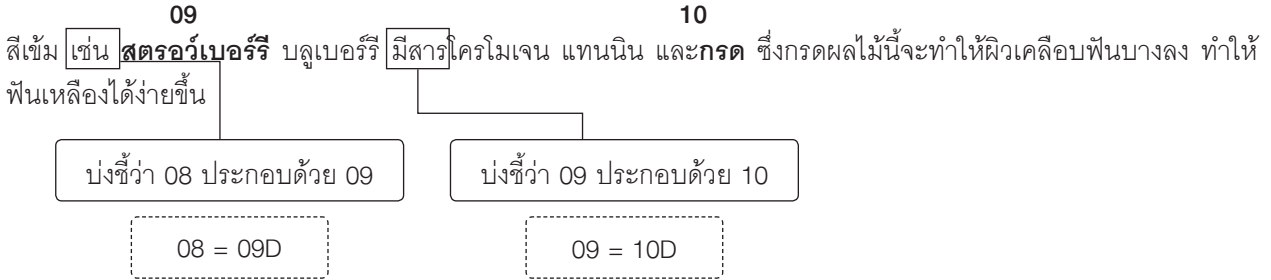 09 10
สีเข้ม เช่น สตรอว์เบอร์รี บลูเบอร์รี มีสารโครโมเจน แทนนิน และกรด ซึ่งกรดผลไม้นี้จะทำให้ผิวเคลือบฟันบางลง ทำให้
ฟันเหลืองได้ง่ายขึ้น
บ่งชี้ว่า 08 ประกอบด้วย 09 บ่งชี้ว่า 09 ประกอบด้วย 10
08 = 09D 09 = 10D